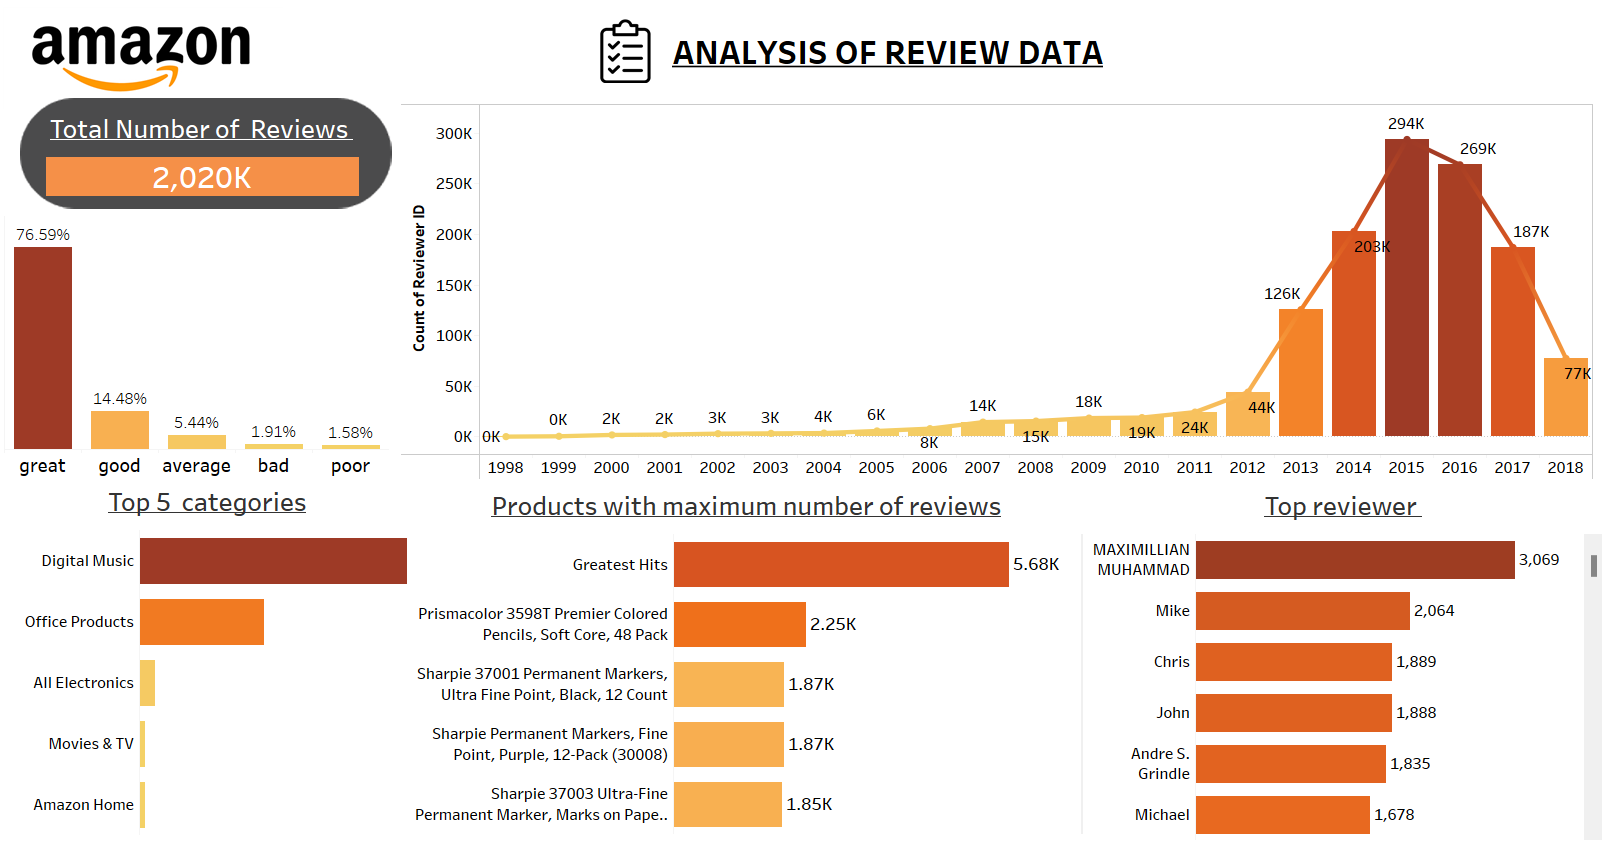 amazon
ANALYSIS OF REVIEW DATA
Total Number of  Reviews
2,020K
76.59%
14.48%
5.44%
1.91%
1.58%
great good average bad poor
Count of Reviewer ID
300K
250K
200K
150K
100K
50K
0K
0K
0K
2K
2K
3K
3K
4K
6K
8K
14K
15K
18K
19K
24K
44K
126K
203K
294K
269K
187K
77K
1998 1999 2000 2001 2002 2003 2004 2005 2006 2007 2008 2009 2010 2011 2012 2013 2014 2015 2016 2017 2018
Top 5  categories
Digital Music
Office Products
All Electronics
Movies & TV
Amazon Home
Products with maximum number of reviews
Greatest Hits
5.68K
Prismacolor 3598T Premier Colored
Pencils, Soft Core, 48 Pack
2.25K
Sharpie 37001 Permanent Markers,
Ultra Fine Point, Black, 12 Count
1.87K
Sharpie Permanent Markers, Fine
Point, Purple, 12-Pack (30008)
1.87K
Sharpie 37003 Ultra-Fine
Permanent Marker, Marks on Pape..
1.85K
Top reviewer
MAXIMILLIAN
MUHAMMAD
3,069
Mike
2,064
Chris
1,889
John
1,888
Andre S.
Grindle
1,835
Michael
1,678